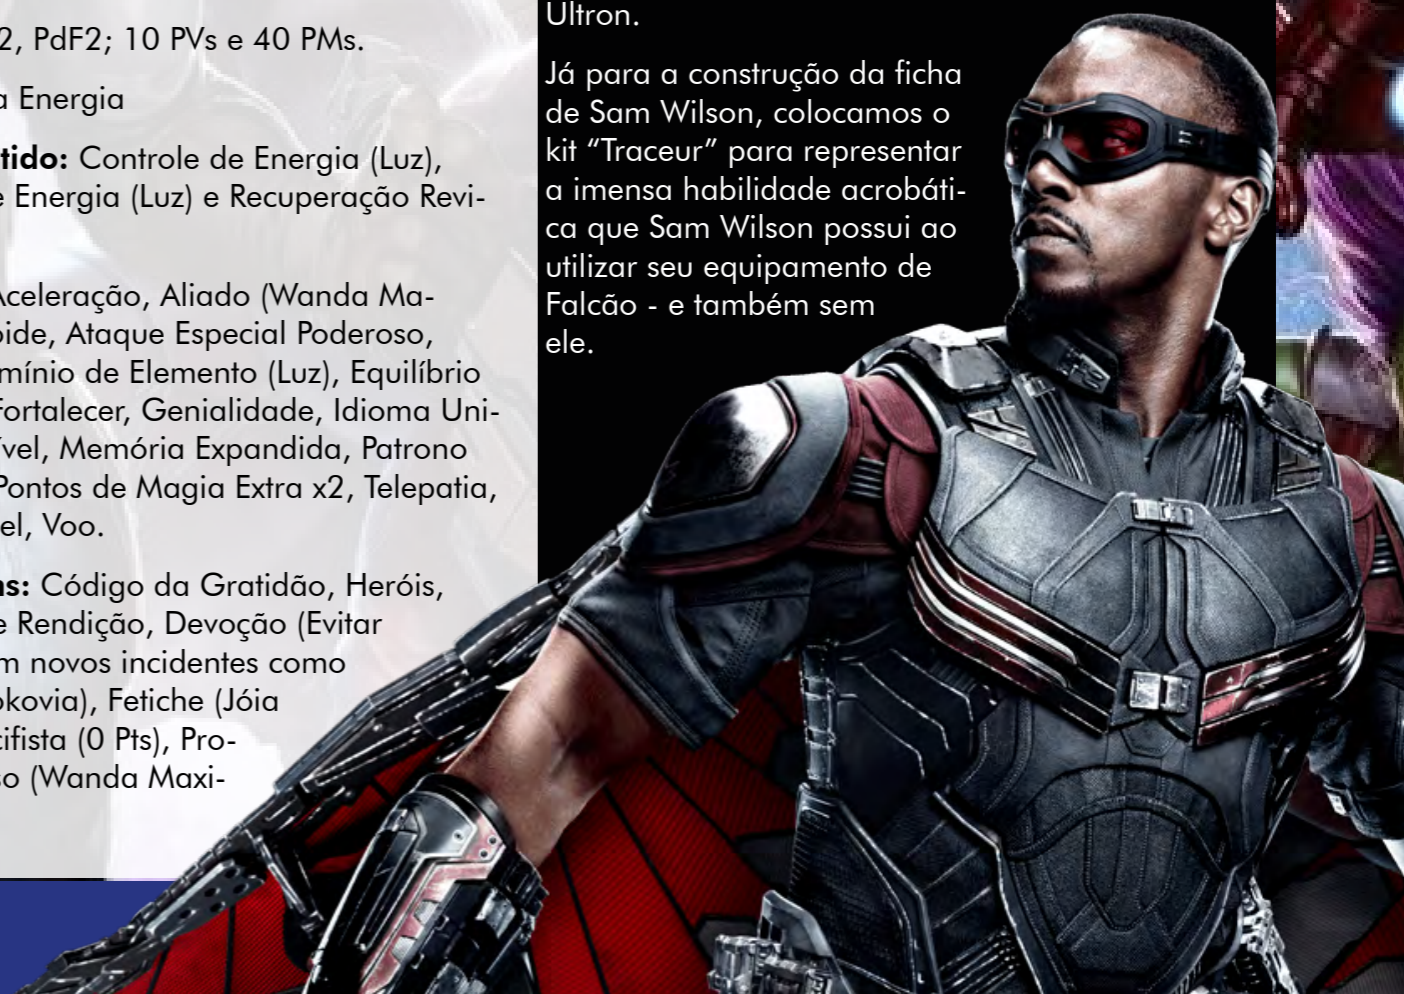 2, PdF2; 10 PVs e 40 PMs.
a Energia
tido: Controle de Energia (Luz),
e Energia (Luz) e Recuperação Revi-
Aceleração, Aliado (Wanda Ma-
oide, Ataque Especial Poderoso,
mínio de Elemento (Luz), Equilíbrio
Fortalecer, Genialidade, Idioma Uni-
ível, Memória Expandida, Patrono
Pontos de Magia Extra x2, Telepatia,
el, Voo.
ns: Código da Gratidão, Heróis,
e Rendição, Devoção (Evitar
m novos incidentes como
okovia), Fetiche (Jóia
cifista (0 Pts), Pro-
so (Wanda Maxi-
Ultron.
Já para a construção da ficha
de Sam Wilson, colocamos o
kit “Traceur” para representar
a imensa habilidade acrobáti-
ca que Sam Wilson possui ao
utilizar seu equipamento de
Falcão - e também sem
ele.